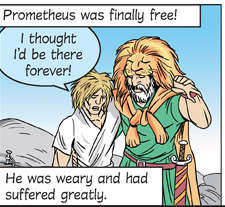 Prometheus was finally free!
I thought
I'd be there
forever!
He was weary and had
suffered greatly.